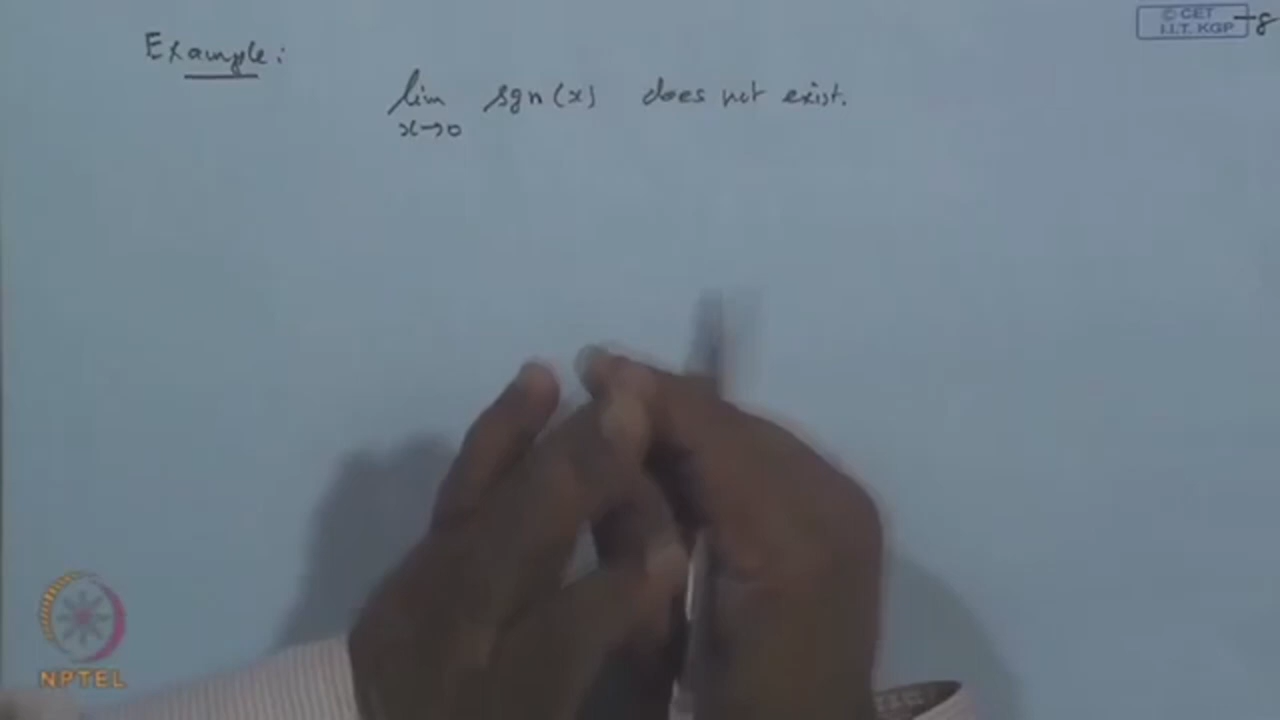 © CET
I.I.T. KGP
Example:
lim sgn(x) does not exist.
x→0
NPTEL